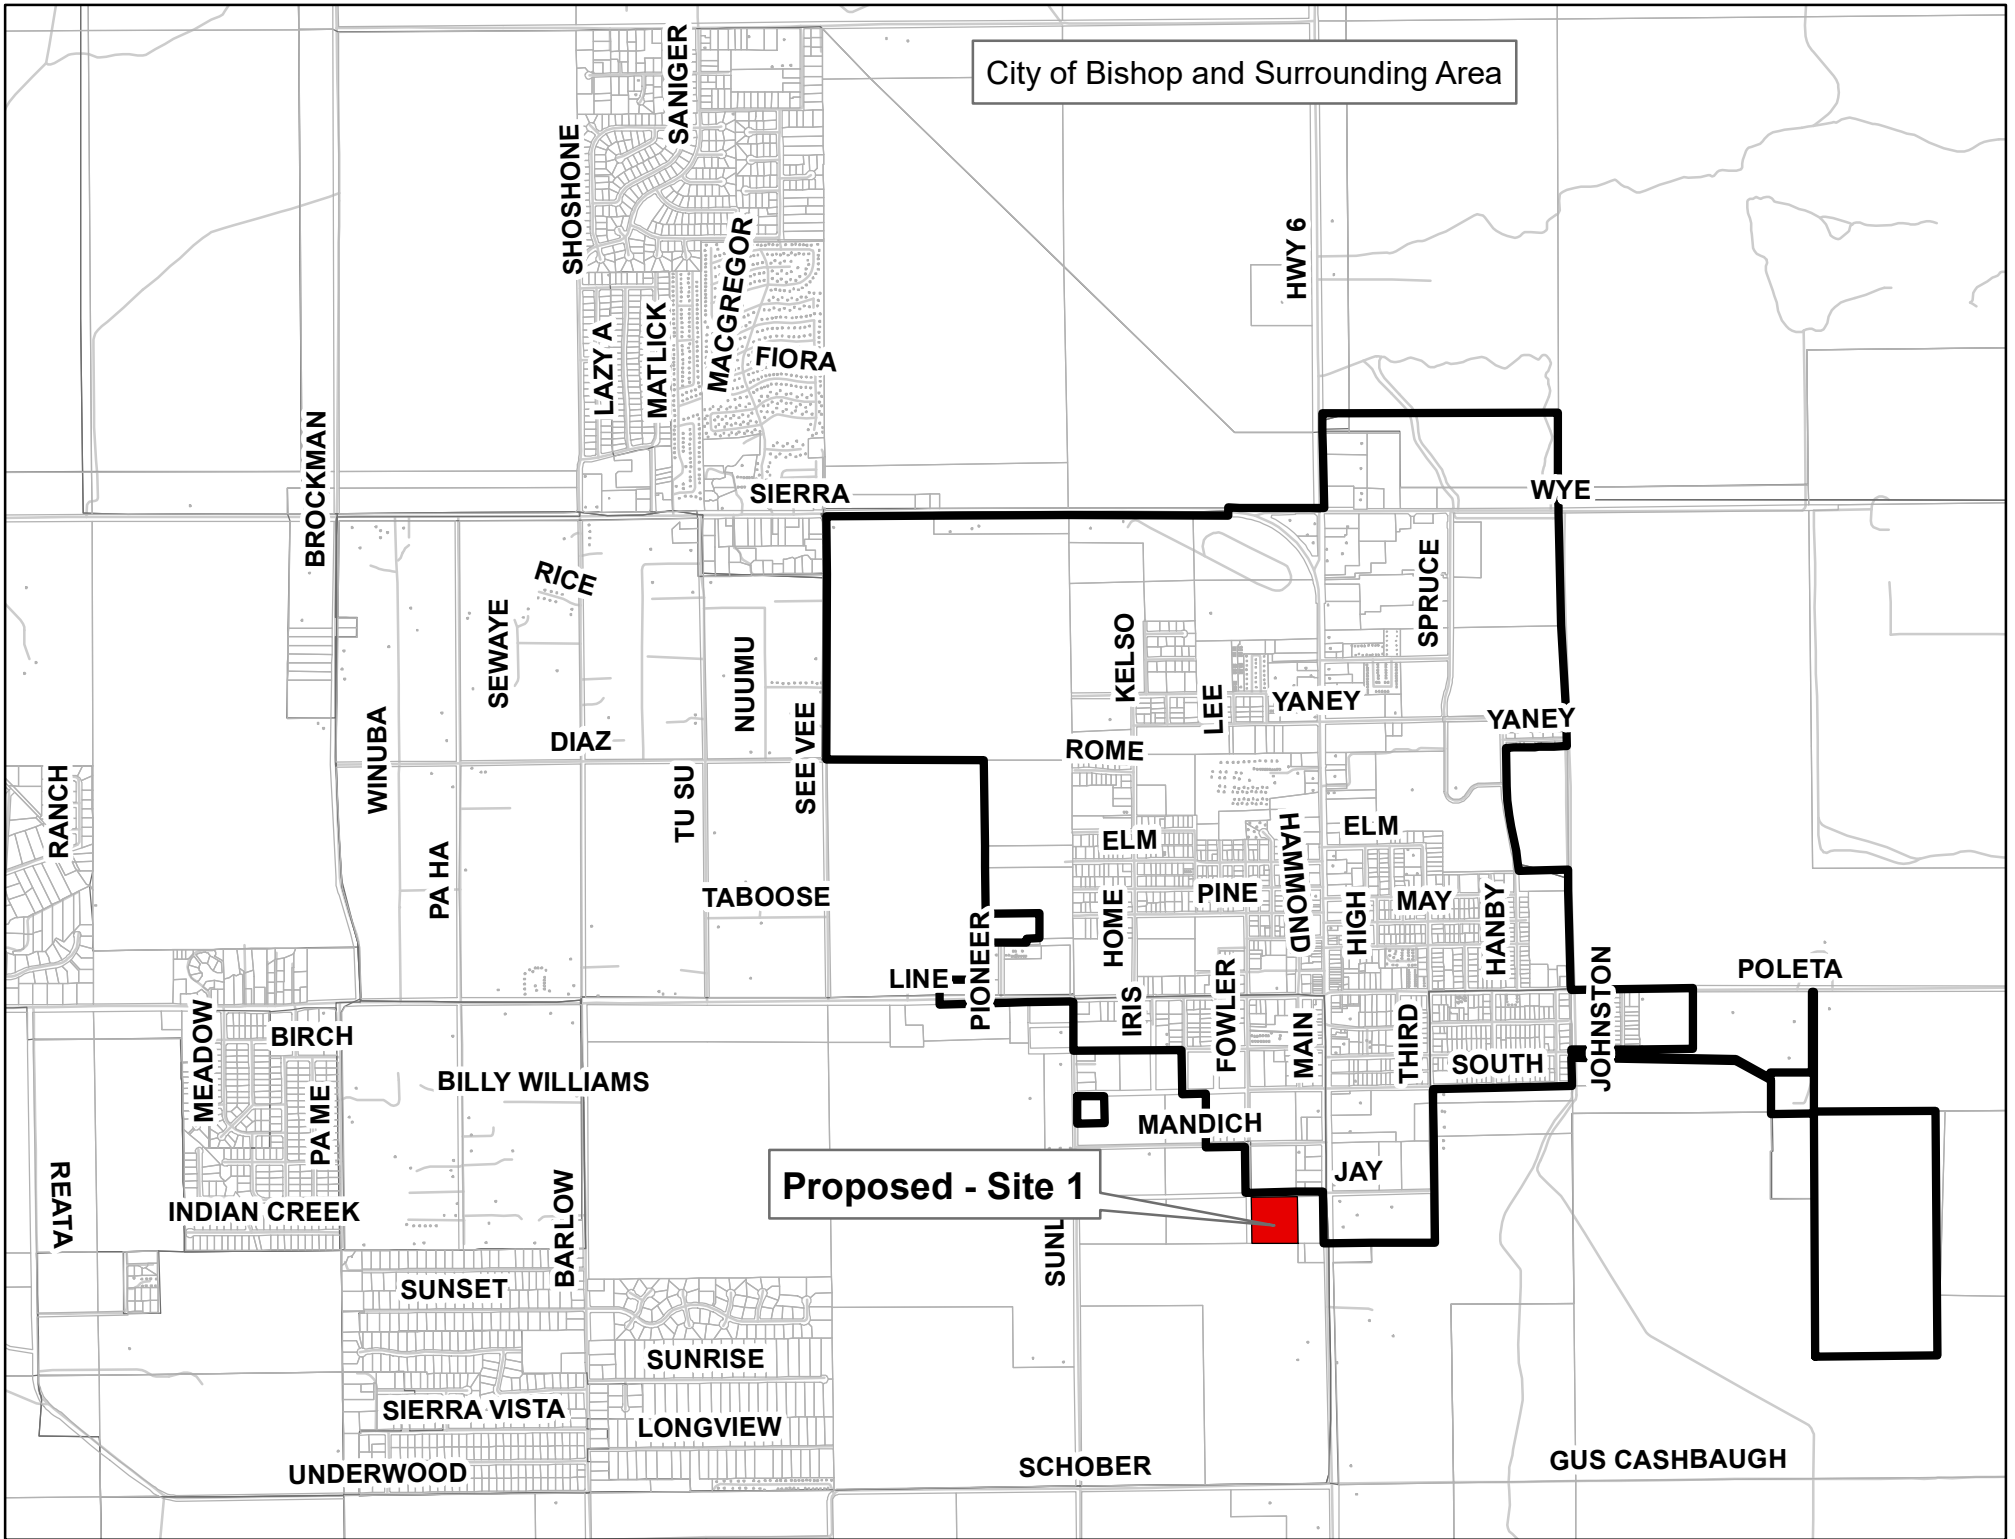 City of Bishop and Surrounding Area
SANIGER
SHOSHONE
HWY 6
MACGREGOR
LAZY A
MATLICK
FIORA
BROCKMAN
SIERRA
WYE
RICE
SPRUCE
SEWAYE
KELSO
NUUMU
LEE
YANEY
YANEY
WINUBA
SEE VEE
DIAZ
ROME
RANCH
TU SU
ELM
HAMMOND
ELM
PA HA
TABOOSE
PINE
MAY
HIGH
HANBY
HOME
PIONEER
LINE
JOHNSTON
POLETA
IRIS
FOWLER
MEADOW
BIRCH
MAIN
THIRD
SOUTH
BILLY WILLIAMS
PA ME
MANDICH
JAY
Proposed - Site 1
REATA
INDIAN CREEK
BARLOW
SUNSET
SUNRISE
SIERRA VISTA
LONGVIEW
UNDERWOOD
SCHOBER
GUS CASHBAUGH